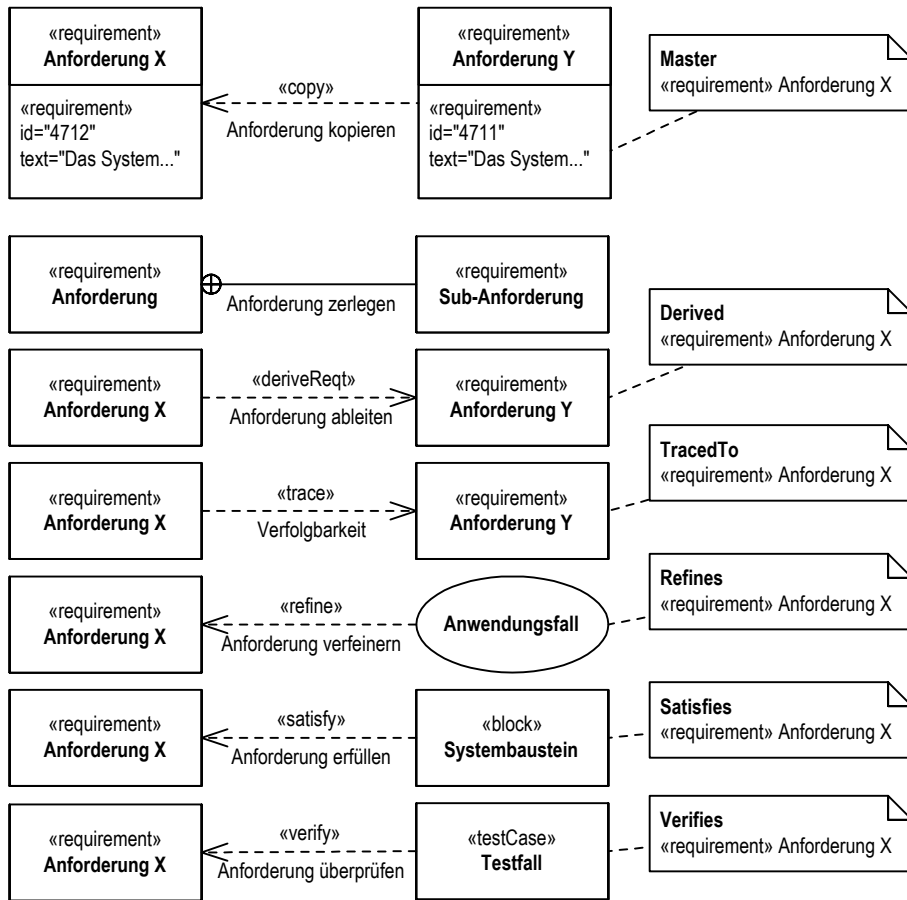 «requirement»
Anforderung X
«requirement»
id="4712"
text="Das System..."
«copy»
Anforderung kopieren
«requirement»
Anforderung Y
«requirement»
id="4711"
text="Das System..."
Master
«requirement» Anforderung X
«requirement»
Anforderung
Anforderung zerlegen
«requirement»
Sub-Anforderung
«requirement»
Anforderung X
«deriveReqt»
Anforderung ableiten
«requirement»
Anforderung Y
Derived
«requirement» Anforderung X
«requirement»
Anforderung X
«trace»
Verfolgbarkeit
«requirement»
Anforderung Y
TracedTo
«requirement» Anforderung X
«requirement»
Anforderung X
«refine»
Anforderung verfeinern
Anwendungsfall
Refines
«requirement» Anforderung X
«requirement»
Anforderung X
«satisfy»
Anforderung erfüllen
«block»
Systembaustein
Satisfies
«requirement» Anforderung X
«requirement»
Anforderung X
«verify»
Anforderung überprüfen
«testCase»
Testfall
Verifies
«requirement» Anforderung X